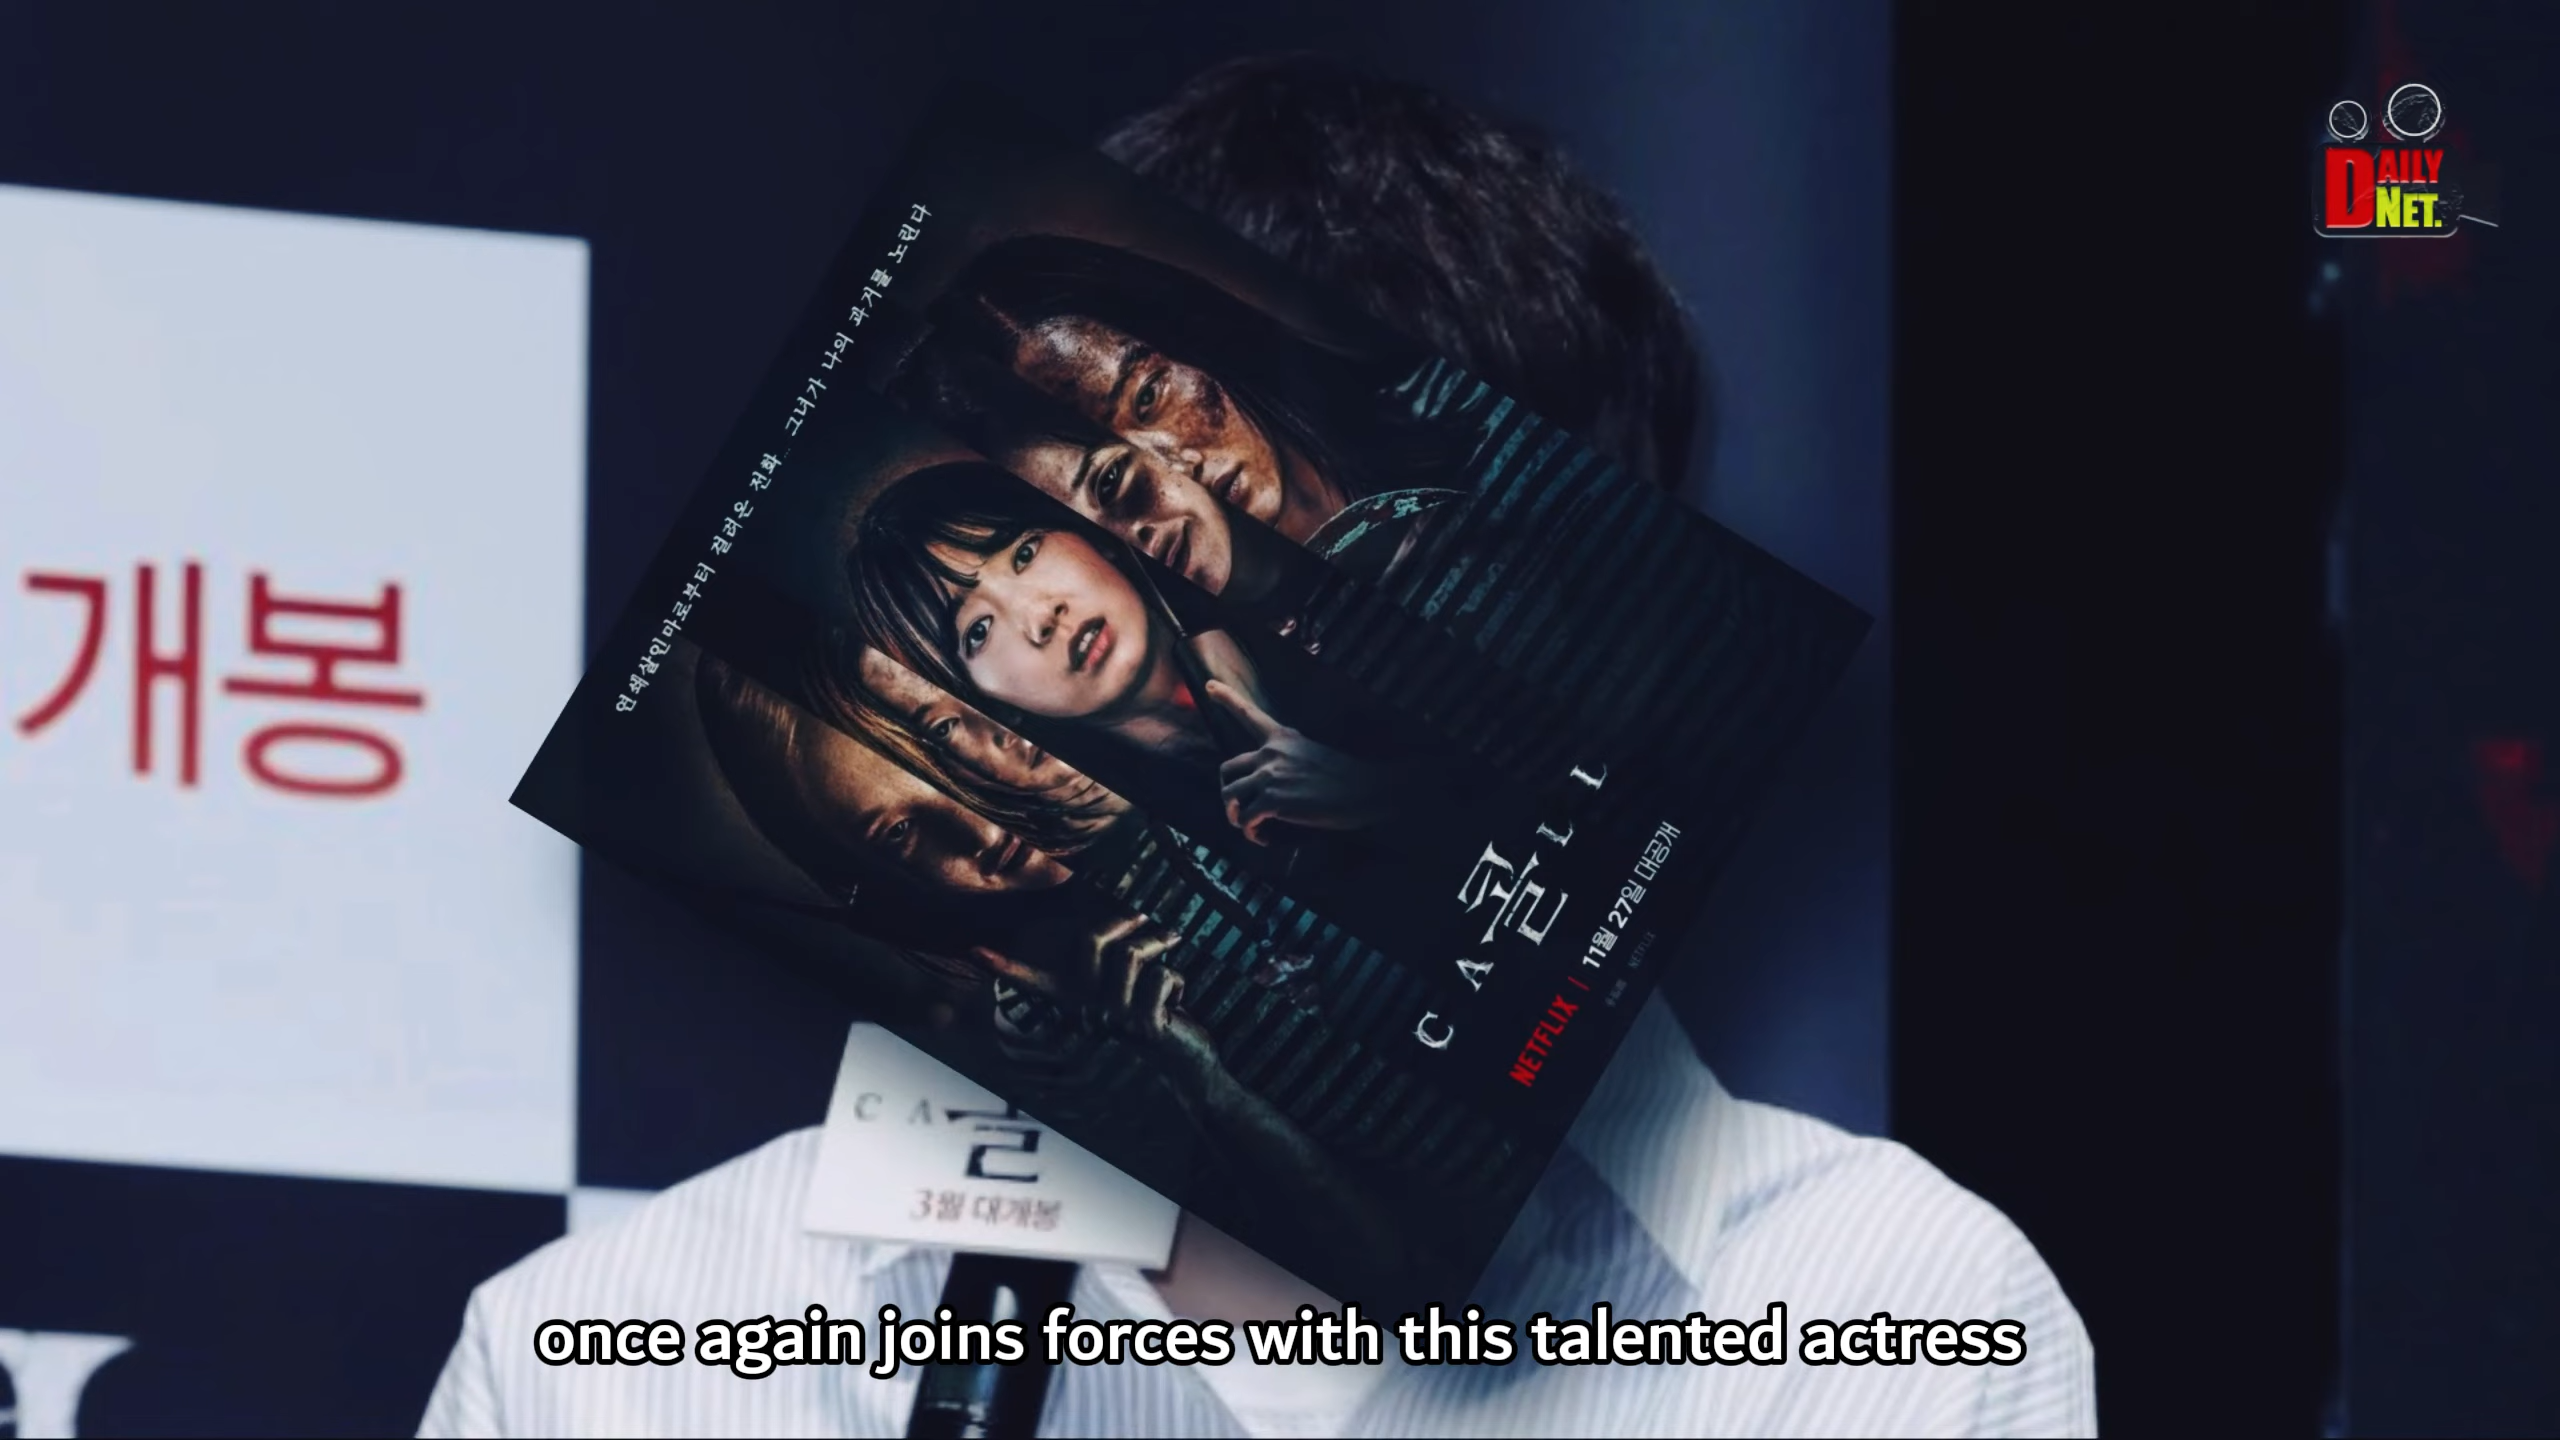 DAILY
NET.
개봉
연쇄살인마로부터 걸려온 전화... 그녀가 나의 과거를 노린다
CALL
콜
NETFLIX | 11월 27일 대공개
NETFLIX
CA
3월 대개봉
once again joins forces with this talented actress